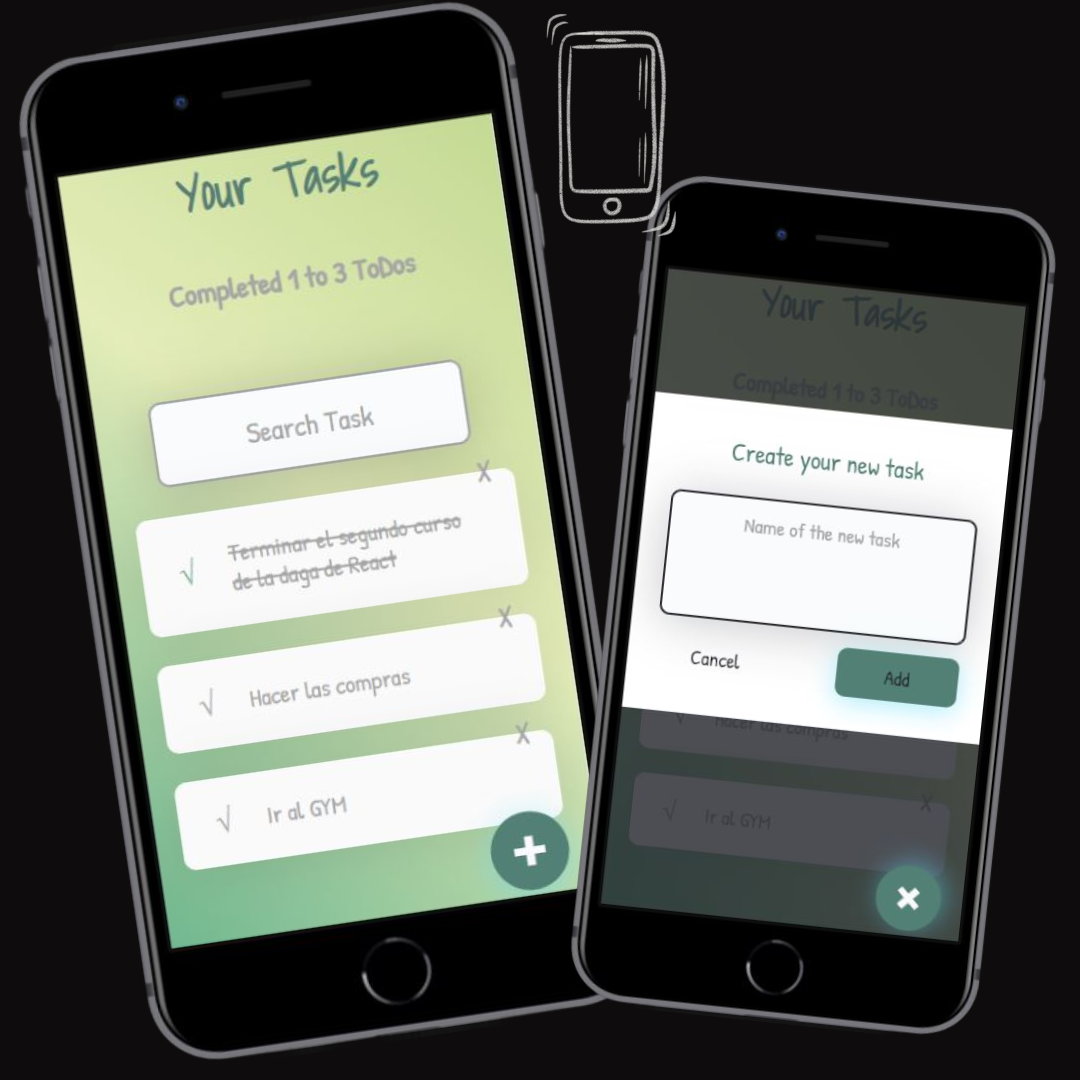 Your Tasks
Completed 1 to 3 ToDos
Search Task
X
√ Terminar el segundo curso
de la daga de React
X
√ Hacer las compras
X
√ Ir al GYM
+
Your Tasks
Completed 1 to 3 ToDos
Create your new task
Name of the new task
Cancel
Add
√ Hacer las compras
X
√ Ir al GYM
×